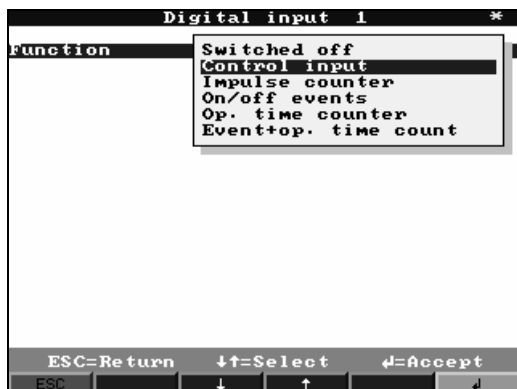 Digital input 1 *
Function
Switched off
Control input
Impulse counter
On/off events
Op. time counter
Event+op. time count
ESC=Return ↓↑=Select ↲=Accept
ESC ↓ ↑ ↲